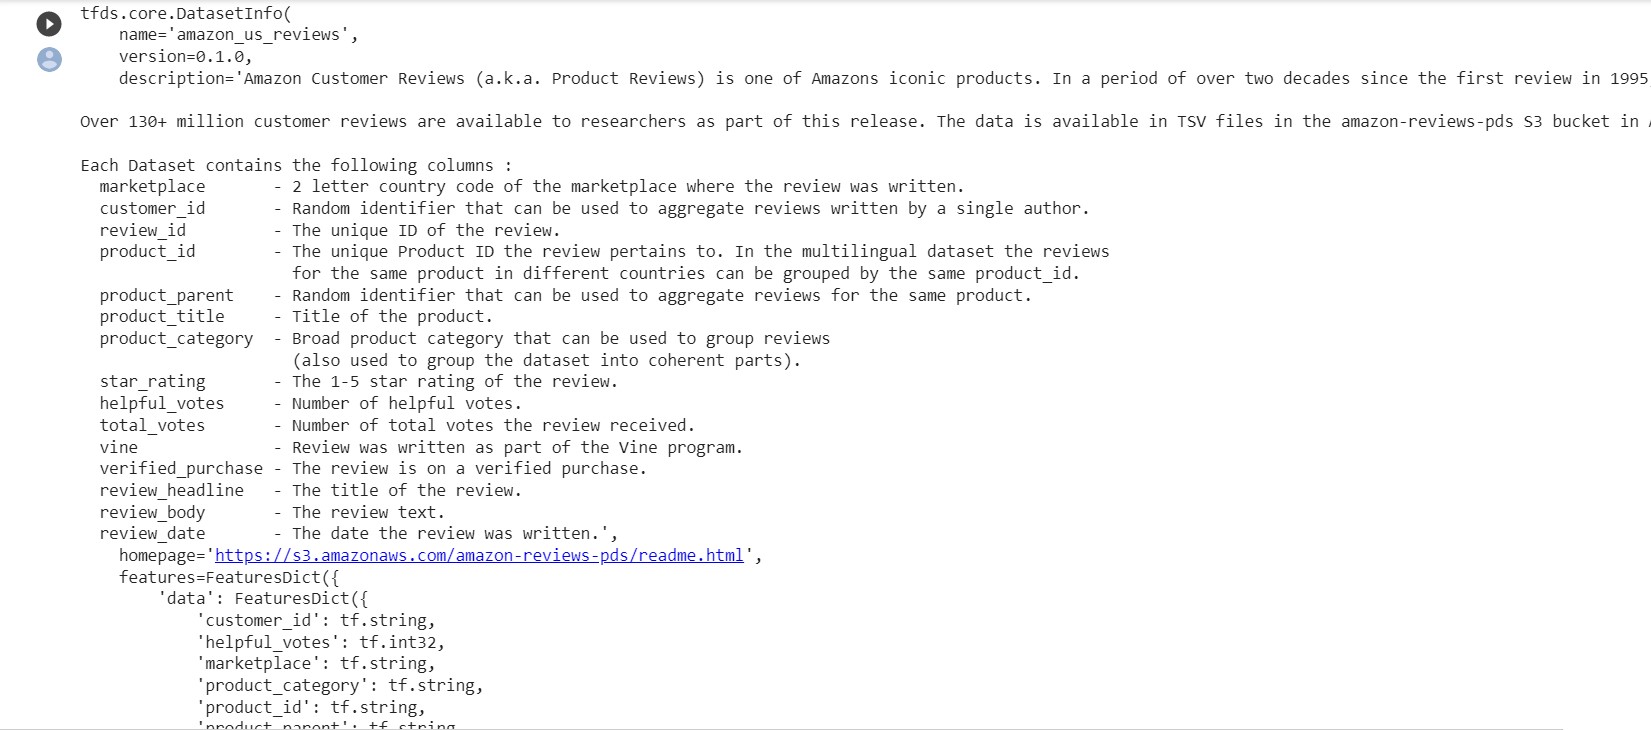 tfds.core.DatasetInfo(
    name='amazon_us_reviews',
    version=0.1.0,
    description='Amazon Customer Reviews (a.k.a. Product Reviews) is one of Amazons iconic products. In a period of over two decades since the first review in 1995
Over 130+ million customer reviews are available to researchers as part of this release. The data is available in TSV files in the amazon-reviews-pds S3 bucket in
Each Dataset contains the following columns :
  marketplace       - 2 letter country code of the marketplace where the review was written.
  customer_id       - Random identifier that can be used to aggregate reviews written by a single author.
  review_id         - The unique ID of the review.
  product_id        - The unique Product ID the review pertains to. In the multilingual dataset the reviews
                      for the same product in different countries can be grouped by the same product_id.
  product_parent    - Random identifier that can be used to aggregate reviews for the same product.
  product_title     - Title of the product.
  product_category  - Broad product category that can be used to group reviews
                      (also used to group the dataset into coherent parts).
  star_rating       - The 1-5 star rating of the review.
  helpful_votes     - Number of helpful votes.
  total_votes       - Number of total votes the review received.
  vine              - Review was written as part of the Vine program.
  verified_purchase - The review is on a verified purchase.
  review_headline   - The title of the review.
  review_body       - The review text.
  review_date       - The date the review was written.',
    homepage='https://s3.amazonaws.com/amazon-reviews-pds/readme.html',
    features=FeaturesDict({
        'data': FeaturesDict({
            'customer_id': tf.string,
            'helpful_votes': tf.int32,
            'marketplace': tf.string,
            'product_category': tf.string,
            'product_id': tf.string,
            'product_parent': tf.string